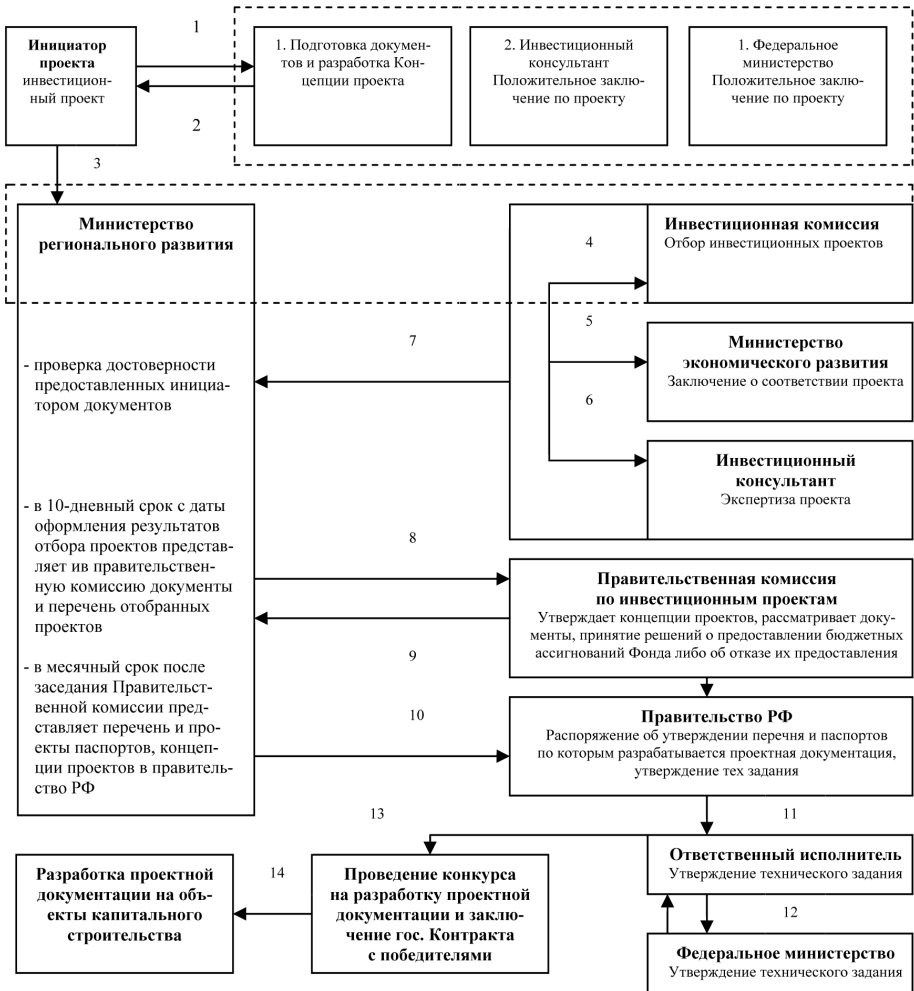 1
Инициатор
проекта
инвестицион-
ный проект
1. Подготовка докумен-
тов и разработка Кон-
цепции проекта
2. Инвестиционный
консультант
Положительное заклю-
чение по проекту
1. Федеральное
министерство
Положительное заклю-
чение по проекту
2
3
Министерство
регионального развития
4
Инвестиционная комиссия
Отбор инвестиционных проектов
5
7
- проверка достоверности
предоставленных инициа-
тором документов
Министерство
экономического развития
Заключение о соответствии проекта
6
Инвестиционный
консультант
Экспертиза проекта
- в 10-дневный срок с даты
оформления результатов
отбора проектов представ-
ляет ив правительствен-
ную комиссию документы
и перечень отобранных
проектов
8
Правительственная комиссия
по инвестиционным проектам
Утверждает концепции проектов, рассматривает доку-
менты, принятие решений о предоставлении бюджетных
ассигнований Фонда либо об отказе их предоставления
9
- в месячный срок после
заседания Правительст-
венной комиссии пред-
ставляет перечень и про-
екты паспортов, концеп-
ции проектов в правитель-
ство РФ
10
Правительство РФ
Распоряжение об утверждении перечня и паспортов
по которым разрабатывается проектная документация,
утверждение тех задания
13
11
Разработка проектной
документации на объ-
екты капитального
строительства
14
Проведение конкурса
на разработку проектной
документации и заклю-
чение гос. Контракта
с победителями
Ответственный исполнитель
Утверждение технического задания
12
Федеральное министерство
Утверждение технического задания